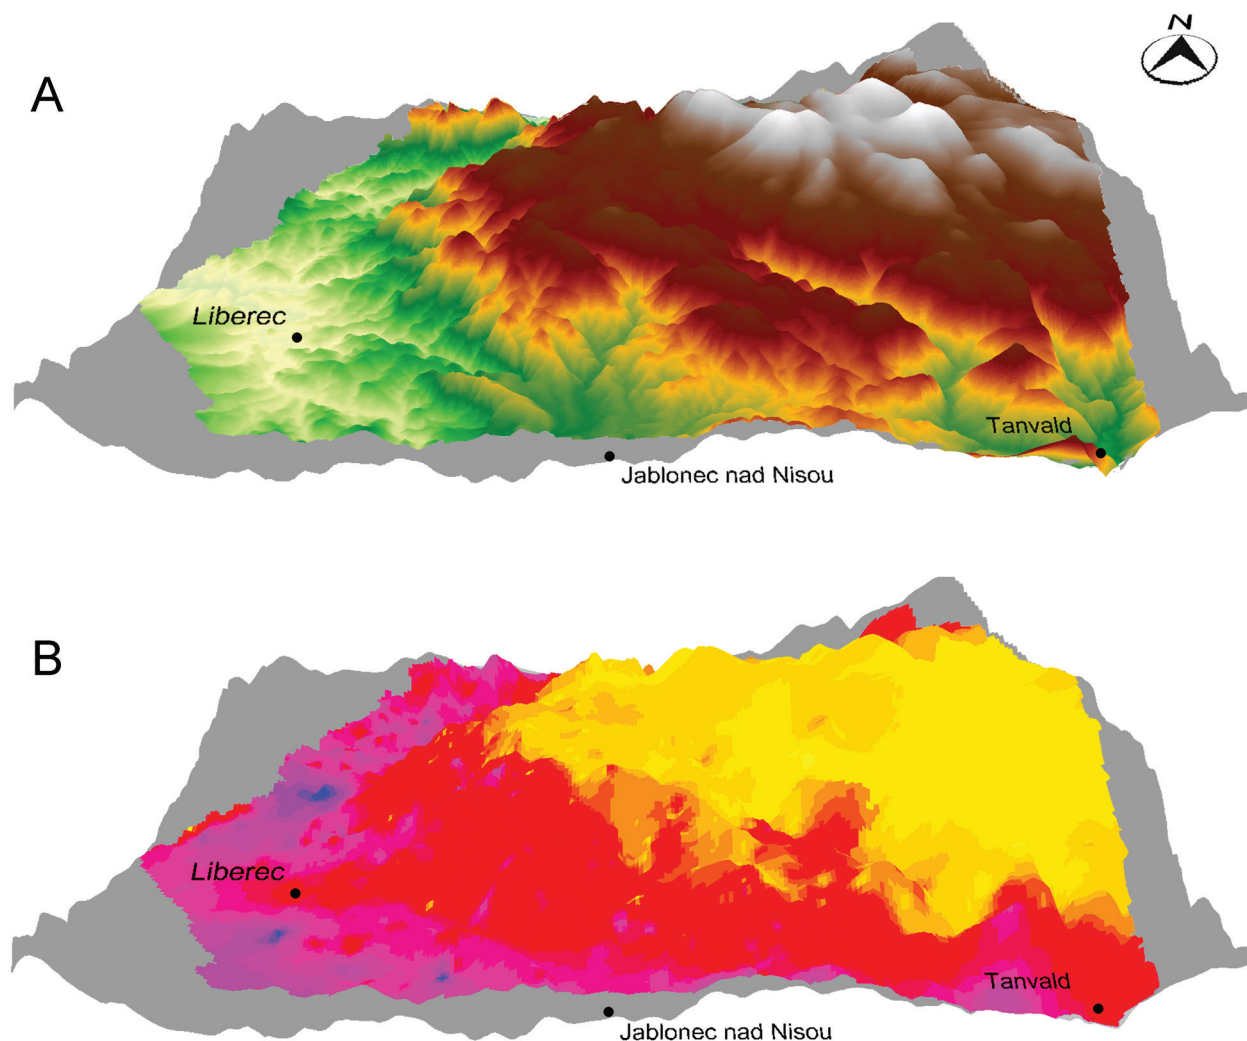 N
A
Liberec
Tanvald
Jablonec nad Nisou
B
Liberec
Tanvald
Jablonec nad Nisou